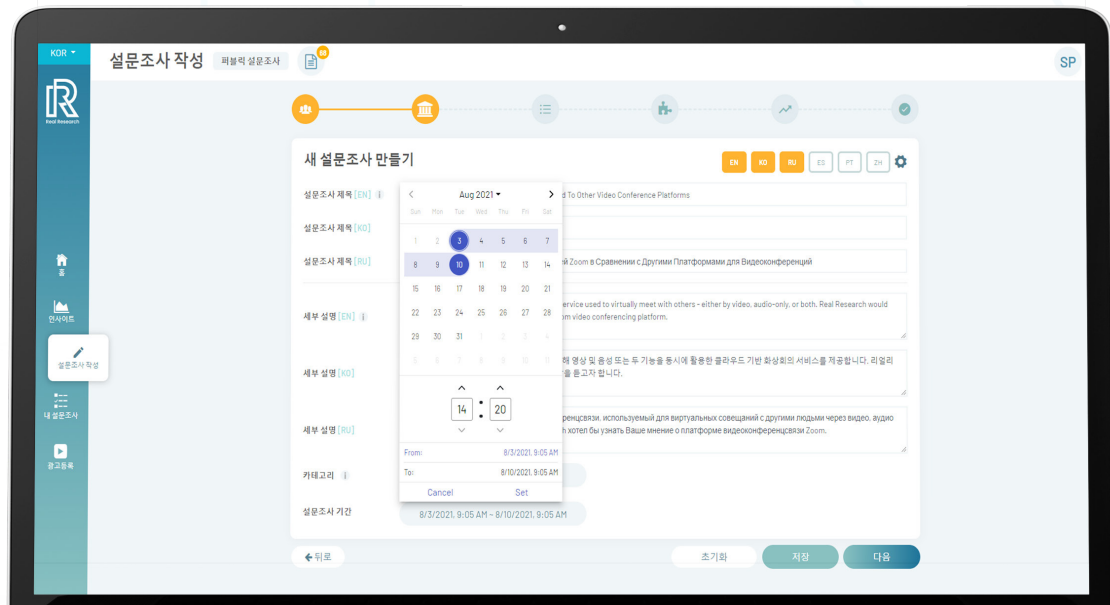 KOR
설문조사 작성
퍼블릭 설문조사
SP
Real Research
새 설문조사 만들기
EN KO RU ES PT ZH
설문조사 제목 [EN] i
d To Other Video Conference Platforms
설문조사 제목 [KO]
설문조사 제목 [RU]
ей Zoom в Сравнении с Другими Платформами для Видеоконференций
세부 설명 [EN] i
ervice used to virtually meet with others - either by video, audio-only, or both. Real Research would
om video conferencing platform.
세부 설명 [KO]
해 영상 및 음성 또는 두 기능을 동시에 활용한 클라우드 기반 화상회의 서비스를 제공합니다. 리얼리
을 듣고자 합니다.
세부 설명 [RU]
ренцсвязи, используемый для виртуальных совещаний с другими людьми через видео, аудио
h хотел бы узнать Ваше мнение о платформе видеоконференцсвязи Zoom.
카테고리 i
설문조사 기간
8/3/2021, 9:05 AM - 8/10/2021, 9:05 AM
Aug 2021
Sun Mon Tue Wed Thu Fri Sat
1 2 3 4 5 6 7
8 9 10 11 12 13 14
15 16 17 18 19 20 21
22 23 24 25 26 27 28
29 30 31 1 2 3 4
5 6 7 8 9 10 11
14 : 20
From: 8/3/2021, 9:05 AM
To: 8/10/2021, 9:05 AM
Cancel Set
홈
인사이트
설문조사 작성
내 설문조사
광고등록
뒤로
초기화
저장
다음